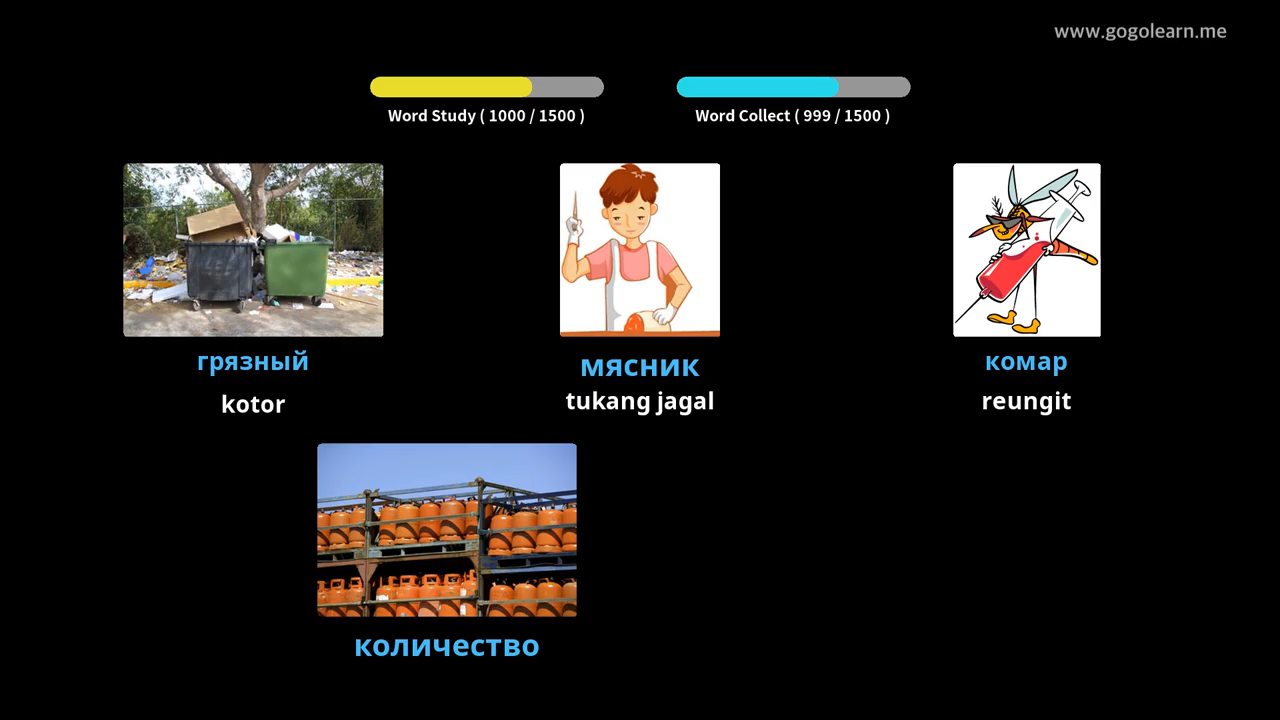 www.gogolearn.me
Word Study ( 1000 / 1500 )
Word Collect ( 999 / 1500 )
грязный
kotor
мясник
tukang jagal
комар
reungit
количество